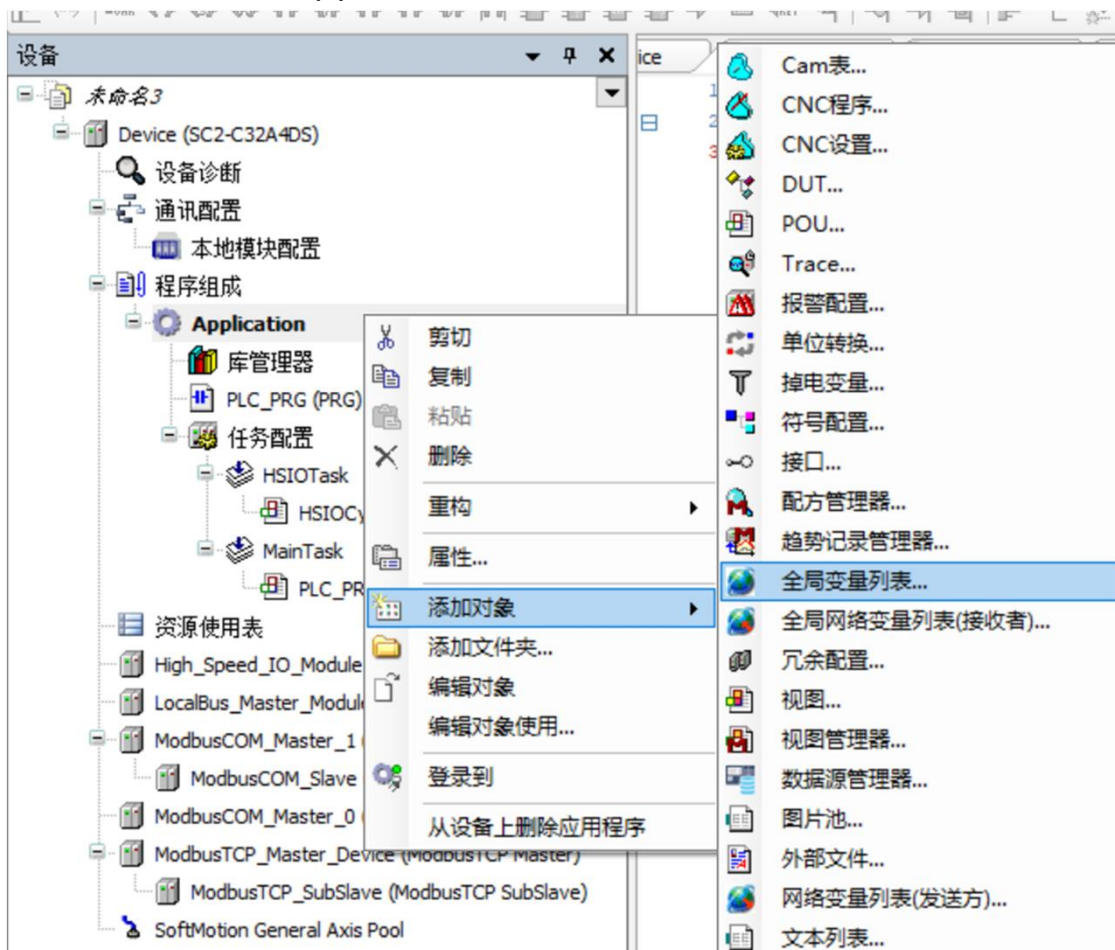 设备
未命名3
Device (SC2-C32A4DS)
设备诊断
通讯配置
本地模块配置
程序组成
Application
库管理器
PLC_PRG (PRG)
任务配置
HSIOTask
HSIOCy
MainTask
PLC_PR
资源使用表
High_Speed_IO_Module
LocalBus_Master_Modul
ModbusCOM_Master_1
ModbusCOM_Slave
ModbusCOM_Master_0
ModbusTCP_Master_Device (ModbusTCP Master)
ModbusTCP_SubSlave (ModbusTCP SubSlave)
SoftMotion General Axis Pool
剪切
复制
粘贴
删除
重构
属性...
添加对象
添加文件夹...
编辑对象
编辑对象使用...
登录到
从设备上删除应用程序
ice
1
2
3
Cam表...
CNC程序...
CNC设置...
DUT...
POU...
Trace...
报警配置...
单位转换...
掉电变量...
符号配置...
接口...
配方管理器...
趋势记录管理器...
全局变量列表...
全局网络变量列表(接收者)...
冗余配置...
视图...
视图管理器...
数据源管理器...
图片池...
外部文件...
网络变量列表(发送方)...
文本列表...